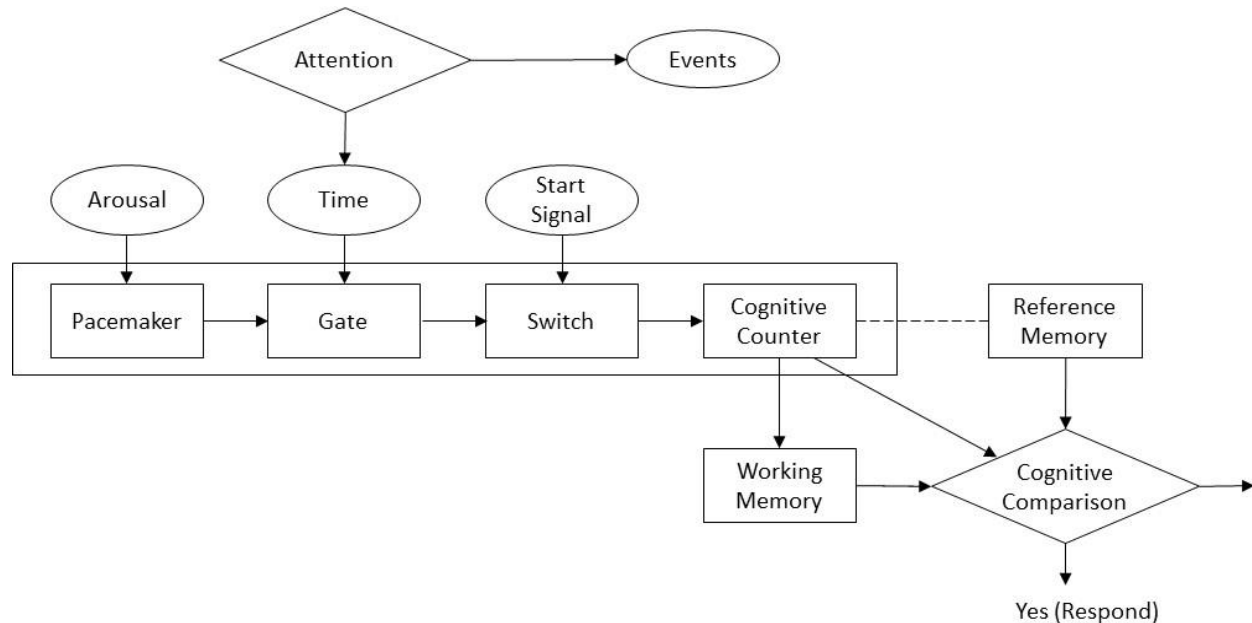 Attention
Events
Arousal
Time
Start
Signal
Pacemaker
Gate
Switch
Cognitive
Counter
Reference
Memory
Working
Memory
Cognitive
Comparison
Yes (Respond)